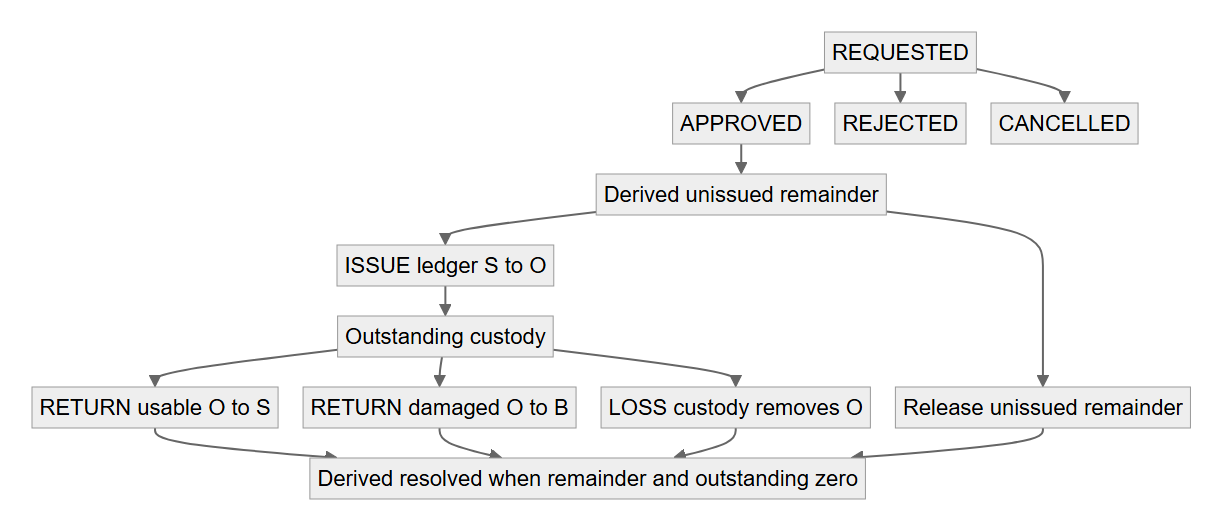 REQUESTED
APPROVED
REJECTED
CANCELLED
Derived unissued remainder
ISSUE ledger S to O
Outstanding custody
RETURN usable O to S
RETURN damaged O to B
LOSS custody removes O
Release unissued remainder
Derived resolved when remainder and outstanding zero